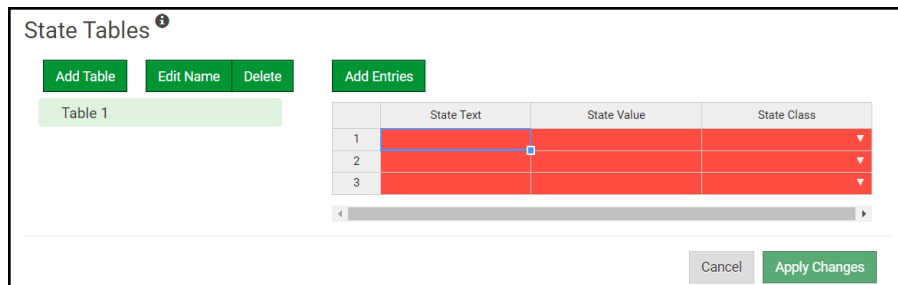 State Tables
Add Table Edit Name Delete Add Entries
Table 1
State Text State Value State Class
1
2
3
Cancel Apply Changes